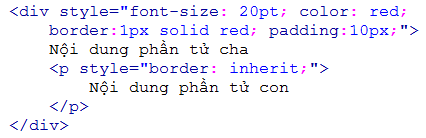 <div style="font-size: 20pt; color: red;
border:1px solid red; padding:10px;">
Nội dung phần tử cha
<p style="border: inherit;">
Nội dung phần tử con
</p>
</div>